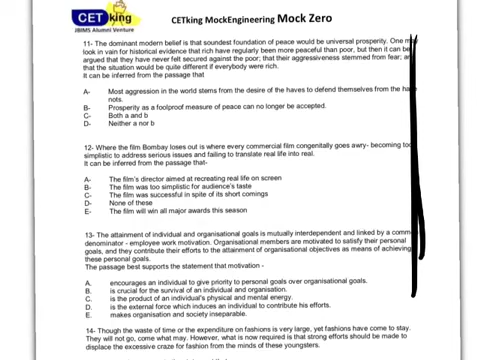 CETking
JBIMS Alumni Venture
CETking MockEngineering Mock Zero
11- The dominant modern belief is that soundest foundation of peace would be universal prosperity. One may
look in vain for historical evidence that rich have regularly been more peaceful than poor, but then it can be
argued that they have never felt secured against the poor; that their aggressiveness stemmed from fear; and
that the situation would be quite different if everybody were rich.
It can be inferred from the passage that
A- Most aggression in the world stems from the desire of the haves to defend themselves from the have
nots.
B- Prosperity as a foolproof measure of peace can no longer be accepted.
C- Both a and b
D- Neither a nor b
12- Where the film Bombay loses out is where every commercial film congenitally goes awry- becoming too
simplistic to address serious issues and failing to translate real life into real.
It can be inferred from the passage that-
A- The film's director aimed at recreating real life on screen
B- The film was too simplistic for audience's taste
C- The film was successful in spite of its short comings
D- None of these
E- The film will win all major awards this season
13- The attainment of individual and organisational goals is mutually interdependent and linked by a comm
denominator - employee work motivation. Organisational members are motivated to satisfy their personal
goals, and they contribute their efforts to the attainment of organisational objectives as means of achieving
these personal goals.
The passage best supports the statement that motivation -
A. encourages an individual to give priority to personal goals over organisational goals.
B. is crucial for the survival of an individual and organisation.
C. is the product of an individual's physical and mental energy.
D. is the external force which induces an individual to contribute his efforts.
E. makes organisation and society inseparable.
14- Though the waste of time or the expenditure on fashions is very large, yet fashions have come to stay.
They will not go, come what may. However, what is now required is that strong efforts should be made to
displace the excessive craze for fashion from the minds of these youngsters.